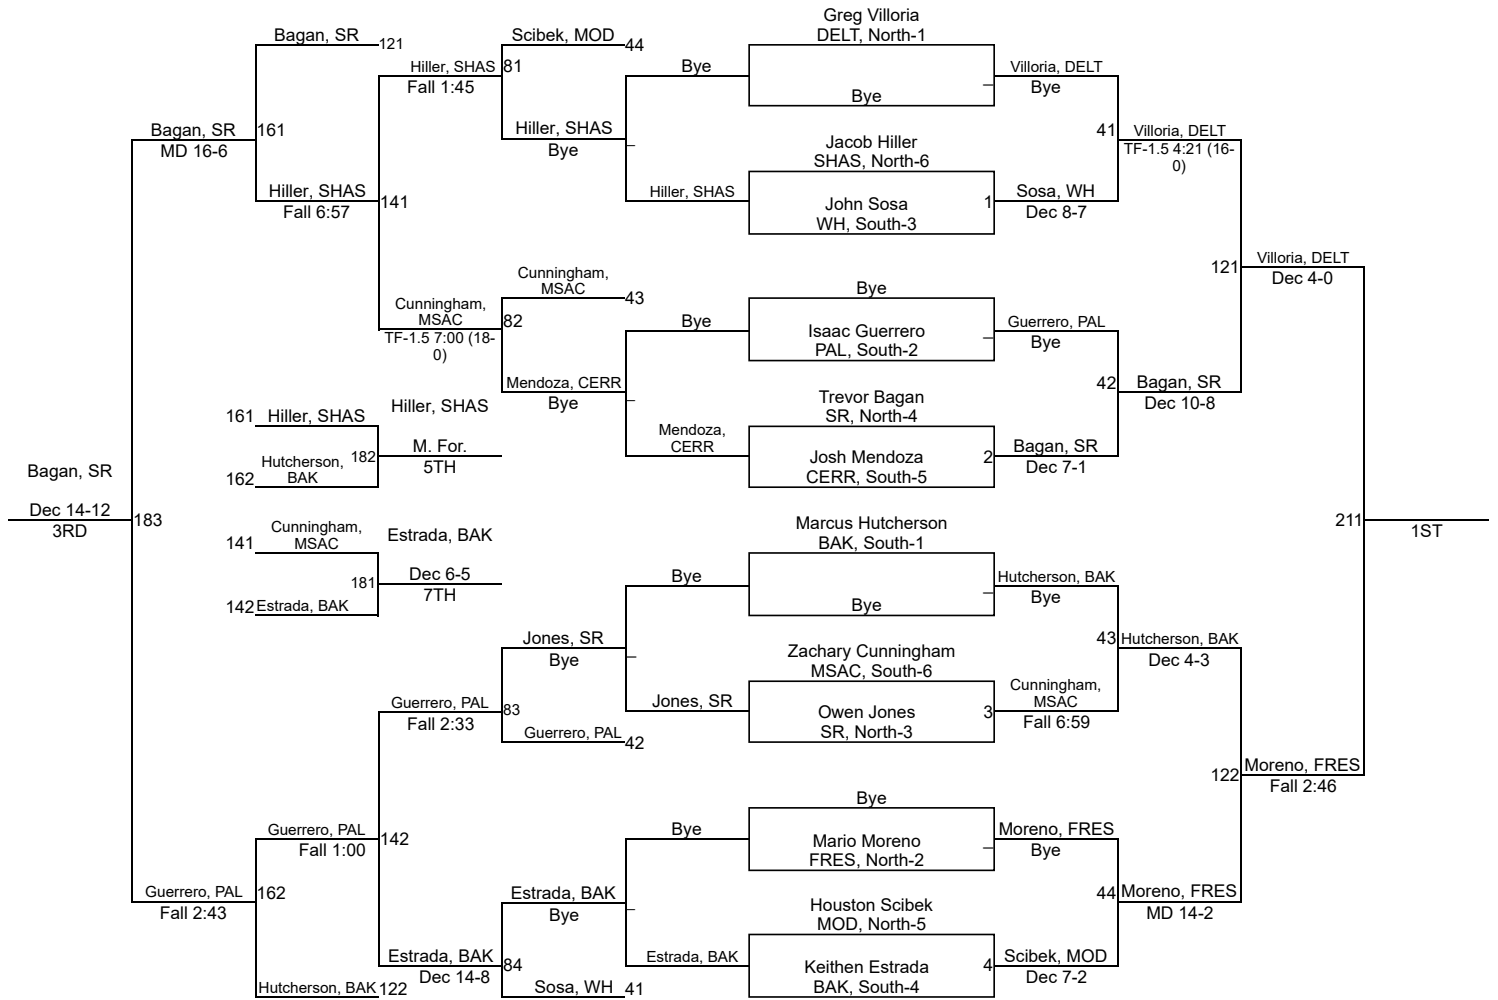 Greg Villoria
DELT, North-1
Bye
Jacob Hiller
SHAS, North-6
John Sosa
WH, South-3
1
Bye
Isaac Guerrero
PAL, South-2
Trevor Bagan
SR, North-4
Josh Mendoza
CERR, South-5
2
Marcus Hutcherson
BAK, South-1
Bye
Zachary Cunningham
MSAC, South-6
Owen Jones
SR, North-3
3
Bye
Mario Moreno
FRES, North-2
Houston Scibek
MOD, North-5
Keithen Estrada
BAK, South-4
4
Villoria, DELT
Bye
41
Sosa, WH
Dec 8-7
Guerrero, PAL
Bye
42
Bagan, SR
Dec 7-1
Hutcherson, BAK
Bye
43
Cunningham,
MSAC
Fall 6:59
Moreno, FRES
Bye
44
Scibek, MOD
Dec 7-2
Villoria, DELT
TF-1.5 4:21 (16-
0)
121
Bagan, SR
Dec 10-8
Hutcherson, BAK
Dec 4-3
122
Moreno, FRES
MD 14-2
Villoria, DELT
Dec 4-0
211
Moreno, FRES
Fall 2:46
1ST
Bye
Hiller, SHAS
Bye
Mendoza,
CERR
Bye
Jones, SR
Bye
Estrada, BAK
Scibek, MOD
44
81
Hiller, SHAS
Bye
Cunningham,
MSAC
43
82
Mendoza, CERR
Bye
Jones, SR
Bye
83
Guerrero, PAL
42
Estrada, BAK
Bye
84
Sosa, WH
41
Hiller, SHAS
Fall 1:45
141
Cunningham,
MSAC
TF-1.5 7:00 (18-
0)
Guerrero, PAL
Fall 2:33
142
Estrada, BAK
Dec 14-8
Bagan, SR
121
161
Hiller, SHAS
Fall 6:57
Guerrero, PAL
Fall 1:00
162
Hutcherson, BAK
122
Bagan, SR
MD 16-6
183
Guerrero, PAL
Fall 2:43
Bagan, SR
Dec 14-12
3RD
161
Hiller, SHAS
182
162
Hutcherson,
BAK
Hiller, SHAS
M. For.
5TH
141
Cunningham,
MSAC
181
142
Estrada, BAK
Estrada, BAK
Dec 6-5
7TH